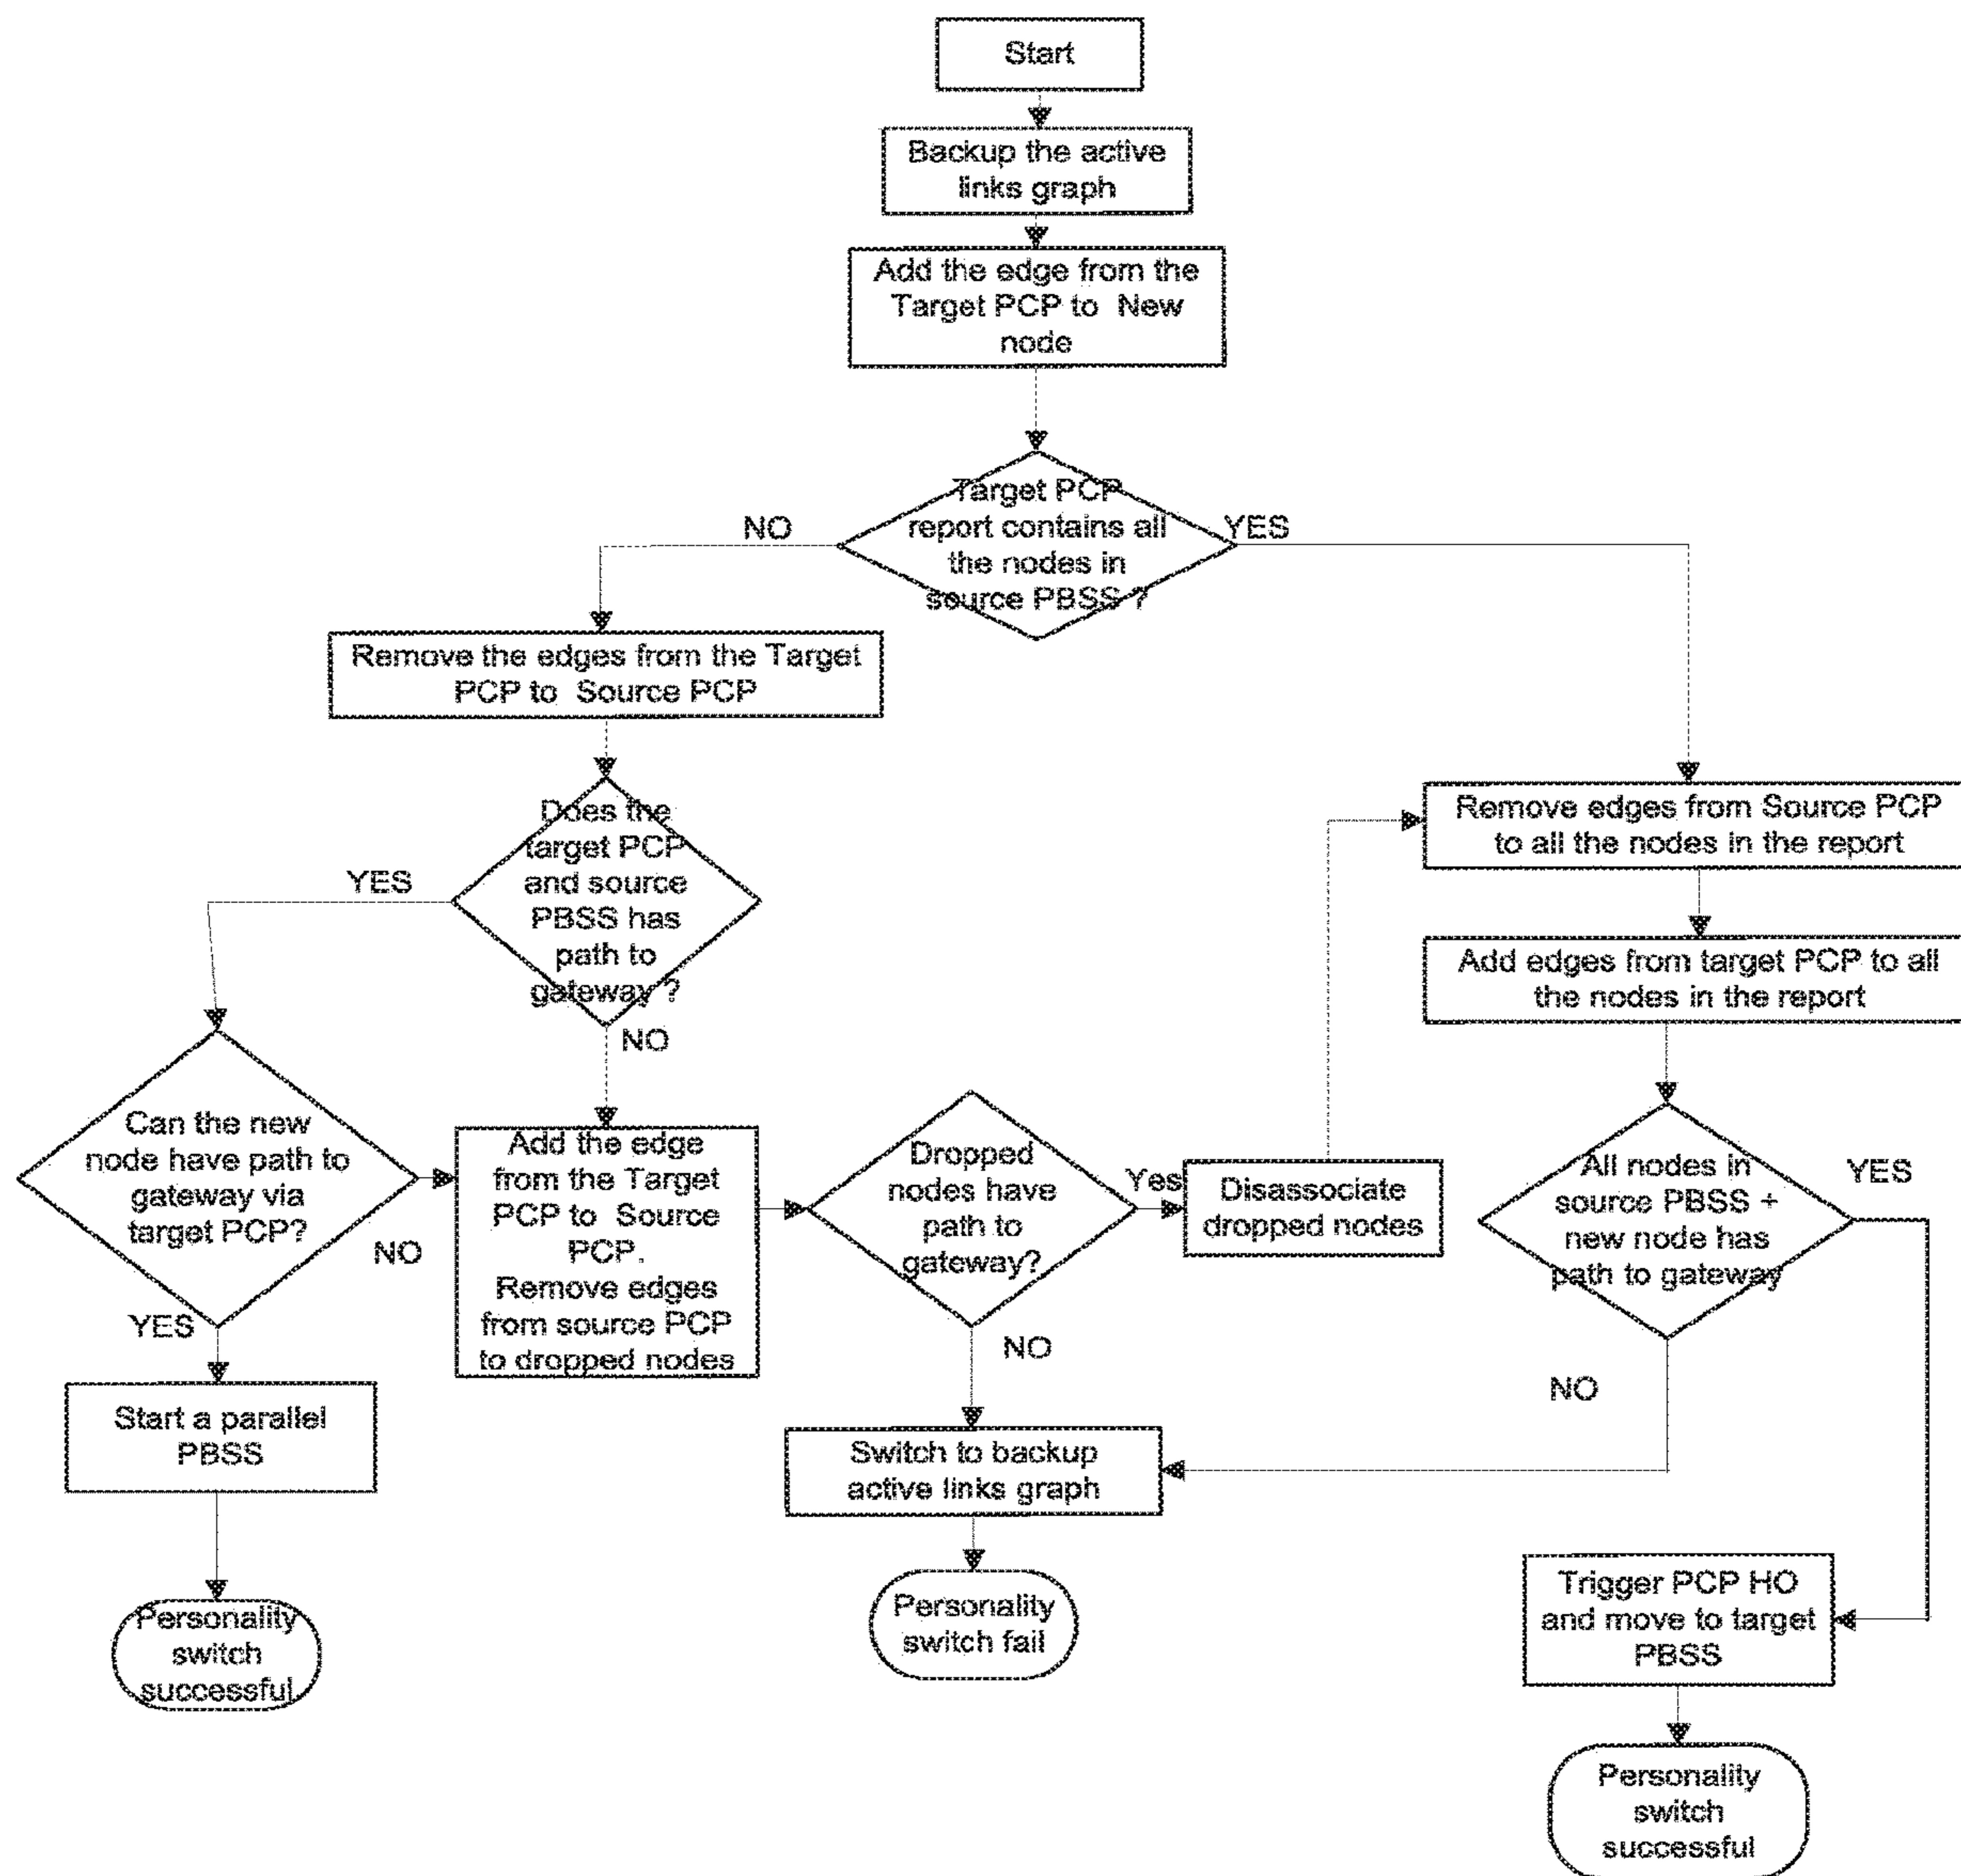 Start
Backup the active
links graph
Add the edge from the
Target PCP to New
node
Target PCP
report contains all
the nodes in
source PBSS ?
NO
YES
Remove the edges from the Target
PCP to Source PCP
Does the
target PCP
and source
PBSS has
path to
gateway ?
YES
NO
Remove edges from Source PCP
to all the nodes in the report
Add edges from target PCP to all
the nodes in the report
Can the new
node have path to
gateway via
target PCP?
NO
YES
Add the edge
from the Target
PCP to Source
PCP.
Remove edges
from source PCP
to dropped nodes
Dropped
nodes have
path to
gateway?
Yes
NO
Disassociate
dropped nodes
All nodes in
source PBSS +
new node has
path to gateway
YES
NO
Start a parallel
PBSS
Switch to backup
active links graph
Personality
switch
successful
Personality
switch fail
Trigger PCP HO
and move to target
PBSS
Personality
switch
successful